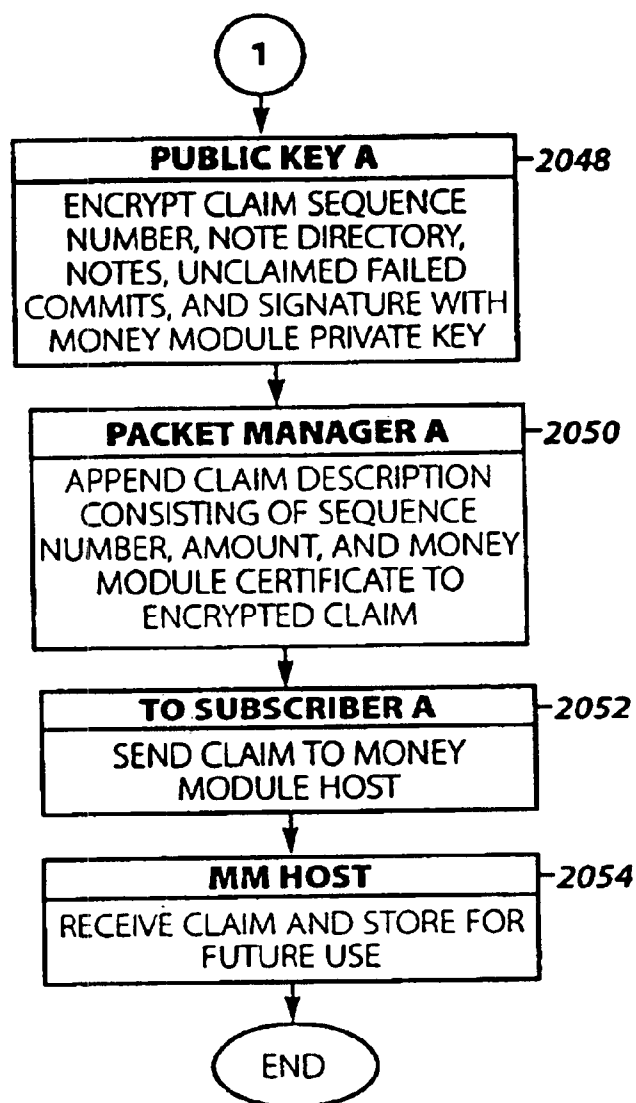 1
PUBLIC KEY A
2048
ENCRYPT CLAIM SEQUENCE
NUMBER, NOTE DIRECTORY,
NOTES, UNCLAIMED FAILED
COMMITS, AND SIGNATURE WITH
MONEY MODULE PRIVATE KEY
PACKET MANAGER A
2050
APPEND CLAIM DESCRIPTION
CONSISTING OF SEQUENCE
NUMBER, AMOUNT, AND MONEY
MODULE CERTIFICATE TO
ENCRYPTED CLAIM
TO SUBSCRIBER A
2052
SEND CLAIM TO MONEY
MODULE HOST
MM HOST
2054
RECEIVE CLAIM AND STORE FOR
FUTURE USE
END